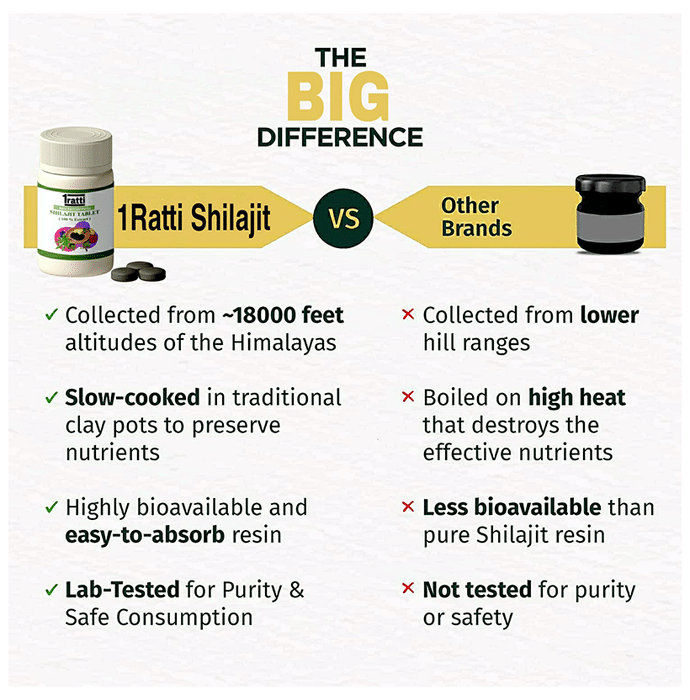 THE
BIG
DIFFERENCE
1ratti
SHILAJIT TABLET
1Ratti Shilajit
VS
Other
Brands
✓ Collected from ~18000 feet
altitudes of the Himalayas
✓ Slow-cooked in traditional
clay pots to preserve
nutrients
✓ Highly bioavailable and
easy-to-absorb resin
✓ Lab-Tested for Purity &
Safe Consumption
✕ Collected from lower
hill ranges
✕ Boiled on high heat
that destroys the
effective nutrients
✕ Less bioavailable than
pure Shilajit resin
✕ Not tested for purity
or safety